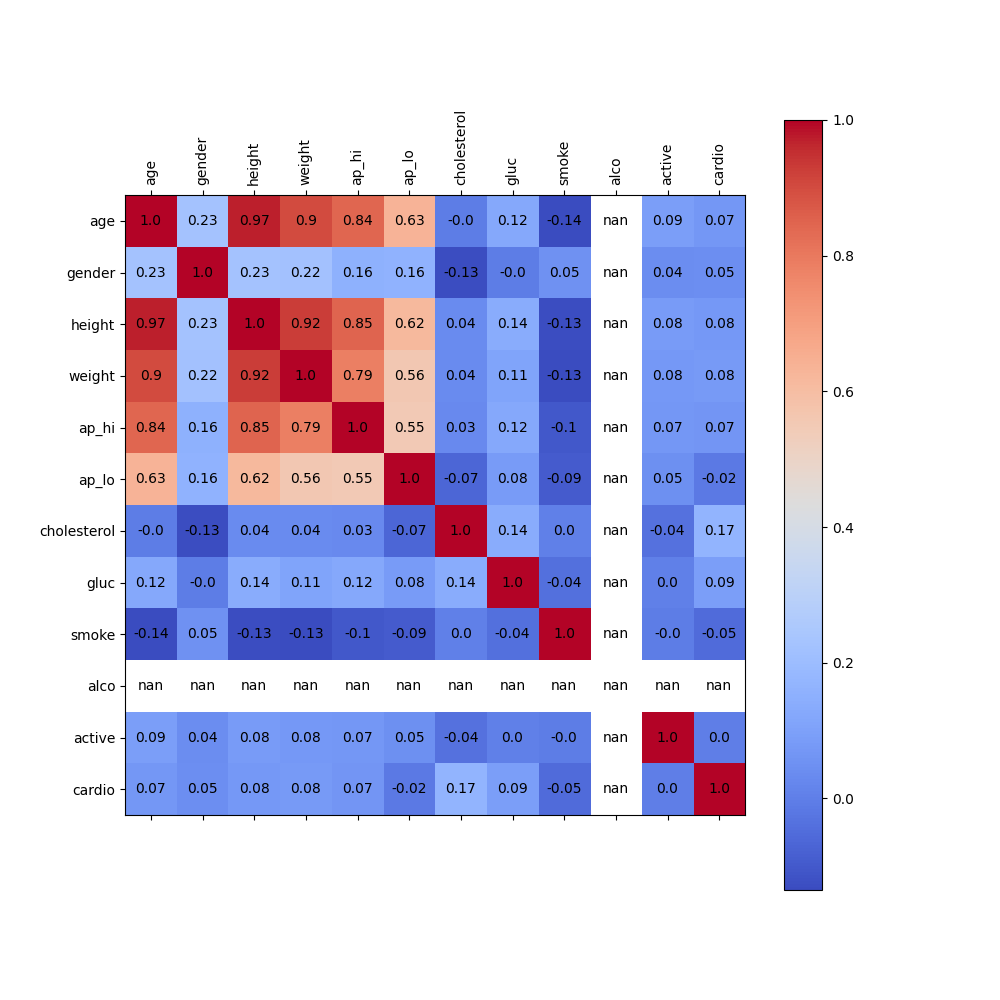 age gender height weight ap_hi ap_lo cholesterol gluc smoke alco active cardio
1.0
age 1.0 0.23 0.97 0.9 0.84 0.63 -0.0 0.12 -0.14 nan 0.09 0.07
gender 0.23 1.0 0.23 0.22 0.16 0.16 -0.13 -0.0 0.05 nan 0.04 0.05
0.8
height 0.97 0.23 1.0 0.92 0.85 0.62 0.04 0.14 -0.13 nan 0.08 0.08
weight 0.9 0.22 0.92 1.0 0.79 0.56 0.04 0.11 -0.13 nan 0.08 0.08
0.6
ap_hi 0.84 0.16 0.85 0.79 1.0 0.55 0.03 0.12 -0.1 nan 0.07 0.07
ap_lo 0.63 0.16 0.62 0.56 0.55 1.0 -0.07 0.08 -0.09 nan 0.05 -0.02
0.4
cholesterol -0.0 -0.13 0.04 0.04 0.03 -0.07 1.0 0.14 0.0 nan -0.04 0.17
gluc 0.12 -0.0 0.14 0.11 0.12 0.08 0.14 1.0 -0.04 nan 0.0 0.09
smoke -0.14 0.05 -0.13 -0.13 -0.1 -0.09 0.0 -0.04 1.0 nan -0.0 -0.05
0.2
alco nan nan nan nan nan nan nan nan nan nan nan nan
active 0.09 0.04 0.08 0.08 0.07 0.05 -0.04 0.0 -0.0 nan 1.0 0.0
cardio 0.07 0.05 0.08 0.08 0.07 -0.02 0.17 0.09 -0.05 nan 0.0 1.0
0.0